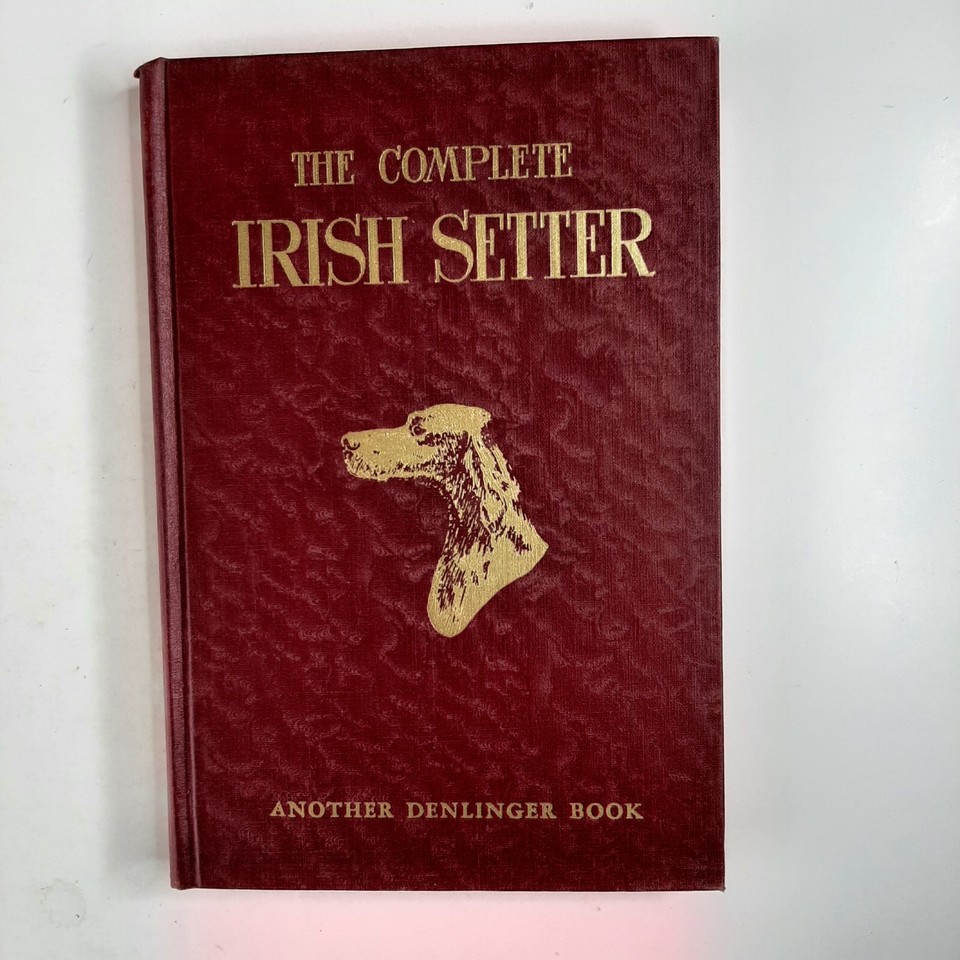 THE COMPLETE
IRISH SETTER
ANOTHER DENLINGER BOOK